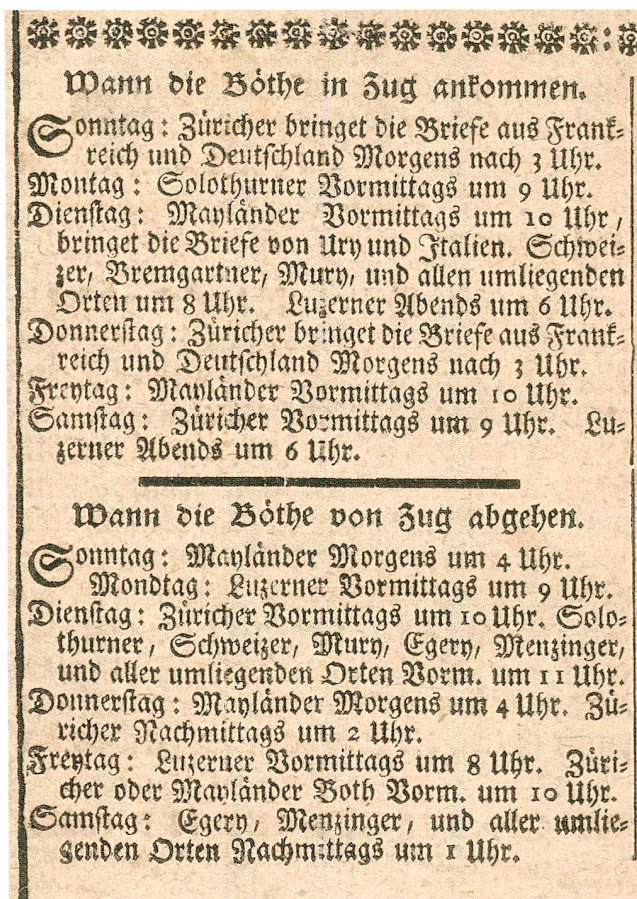 Wann die Böthe in Zug ankommen.
Sonntag: Züricher bringet die Briefe aus Frank=
reich und Deutschland Morgens nach 3 Uhr.
Montag: Solothurner Vormittags um 9 Uhr.
Dienstag: Mayländer Vormittags um 10 Uhr,
bringet die Briefe von Ury und Italien. Schwei=
zer, Bremgartner, Mury, und allen umliegenden
Orten um 8 Uhr. Luzerner Abends um 6 Uhr.
Donnerstag: Züricher bringet die Briefe aus Frank=
reich und Deutschland Morgens nach 3 Uhr.
Freytag: Mayländer Vormittags um 10 Uhr.
Samstag: Züricher Vormittags um 9 Uhr. Lu=
zerner Abends um 6 Uhr.
Wann die Böthe von Zug abgehen.
Sonntag: Mayländer Morgens um 4 Uhr.
Mondtag: Luzerner Vormittags um 9 Uhr.
Dienstag: Züricher Vormittags um 10 Uhr. Solo=
thurner, Schweizer, Mury, Egery, Menzinger,
und aller umliegenden Orten Vorm. um 11 Uhr.
Donnerstag: Mayländer Morgens um 4 Uhr. Zü=
richer Nachmittags um 2 Uhr.
Freytag: Luzerner Vormittags um 8 Uhr. Züri=
cher oder Mayländer Both Vorm. um 10 Uhr.
Samstag: Egery, Menzinger, und aller umlie=
genden Orten Nachmittags um 1 Uhr.